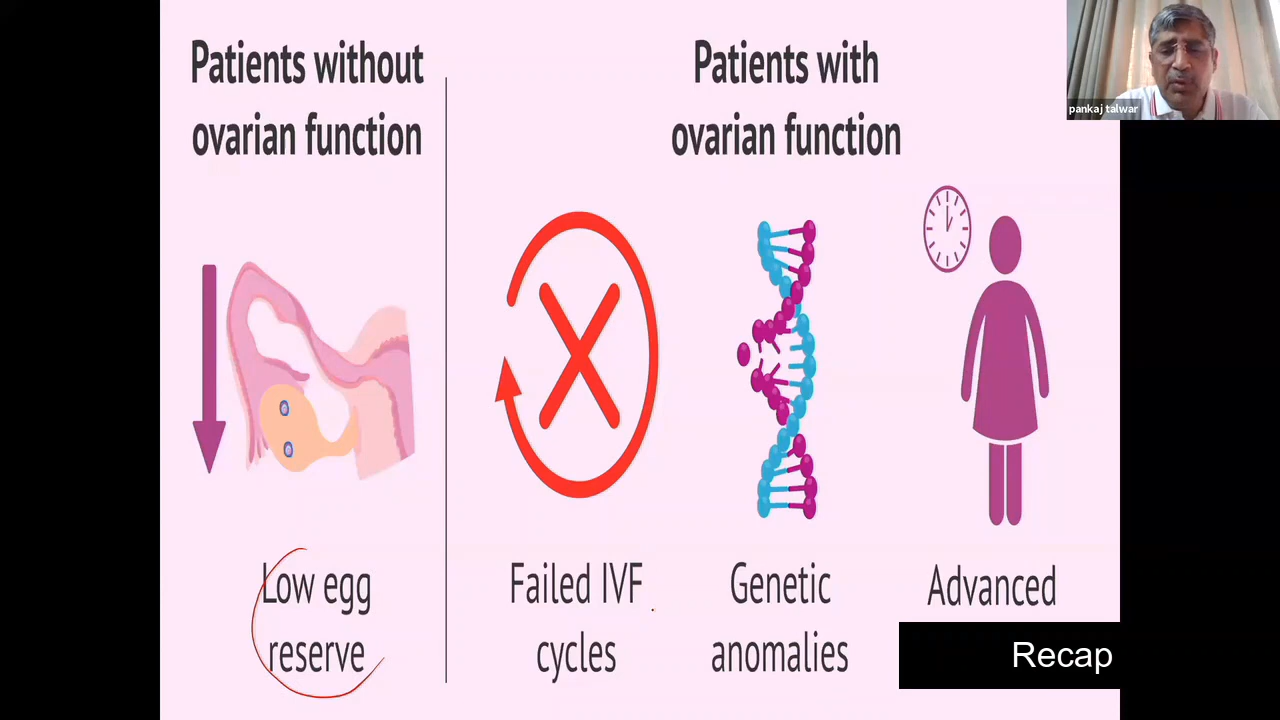 Patients without
ovarian function
Patients with
ovarian function
pankaj talwar
Low egg
reserve
Failed IVF
cycles
Genetic
anomalies
Advanced
Recap